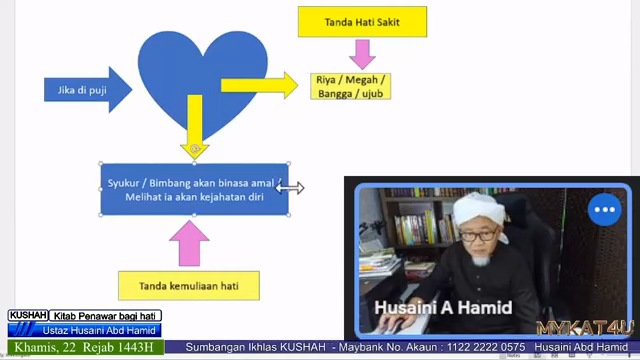 Tanda Hati Sakit
Jika di puji
Riya / Megah /
Bangga / ujub
Syukur / Bimbang akan binasa amal /
Melihat ia akan kejahatan diri
Tanda kemuliaan hati
Husaini A Hamid
MYKAT4U
KUSHAH Kitab Penawar bagi hati
Ustaz Husaini Abd Hamid
Khamis, 22 Rejab 1443H
Sumbangan Ikhlas KUSHAH - Maybank No. Akaun : 1122 2222 0575 Husaini Abd Hamid